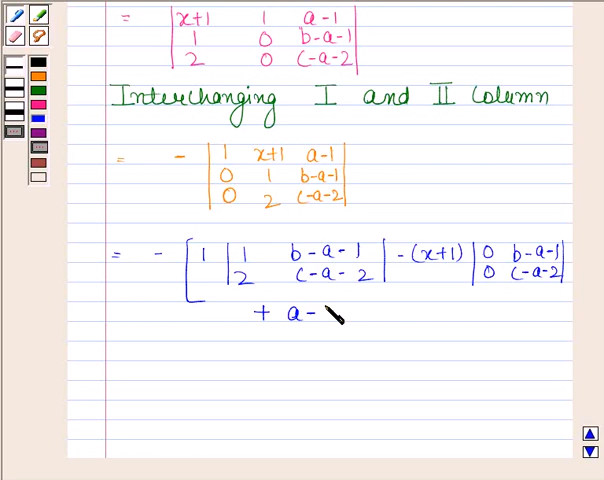 = | x+1 1 a-1 |
| 1 0 b-a-1 |
| 2 0 c-a-2 |
Interchanging I and II Column
= - | 1 x+1 a-1 |
| 0 1 b-a-1 |
| 0 2 c-a-2 |
= - [ 1 | 1 b-a-1 | -(x+1) | 0 b-a-1 |
| 2 c-a-2 | | 0 c-a-2 |
+ a-